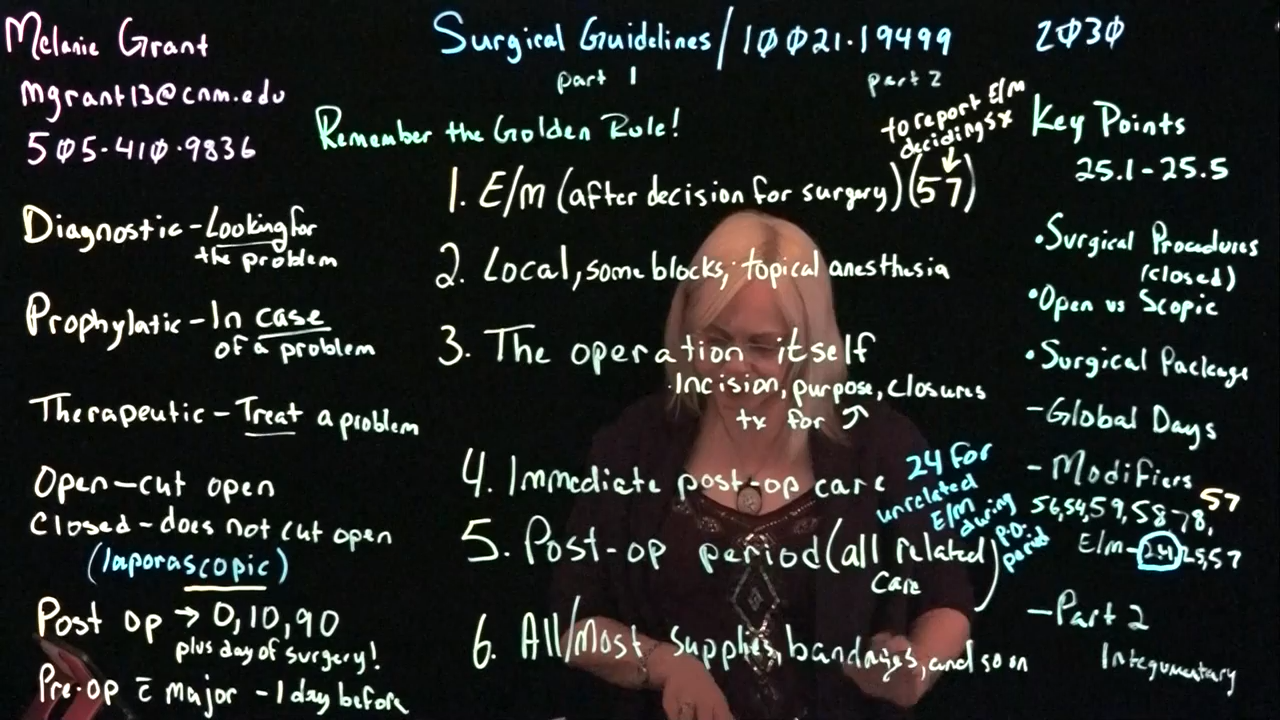 Melanie Grant
mgrant13@cnm.edu
505-410-9836
Surgical Guidelines/10021-19499
part 1
part 2
2030
Remember the Golden Rule!
to report E/M
deciding Sx
1. E/M (after decision for surgery) (57)
2. Local, some blocks, topical anesthesia
3. The operation itself
·Incision, purpose, closures
tx for
4. Immediate post-op care
24 for
unrelated
E/M
during
P.O.
period
5. Post-op period (all related
Care)
6. All/Most supplies, bandaiges, and so on
Diagnostic - Looking for
the problem
Prophylatic - In case
of a problem
Therapeutic - Treat a problem
Open - cut open
Closed - does not cut open
(laporascopic)
Post op → 0, 10, 90
plus day of surgery!
Pre-op c̄ major - 1 day before
Key Points
25.1 - 25.5
•Surgical Procedures
(closed)
•Open vs Scopic
•Surgical Package
- Global Days
- Modifiers
57
56, 54, 59, 58 78,
E/M - 24 25, 57
- Part 2
Integumentary